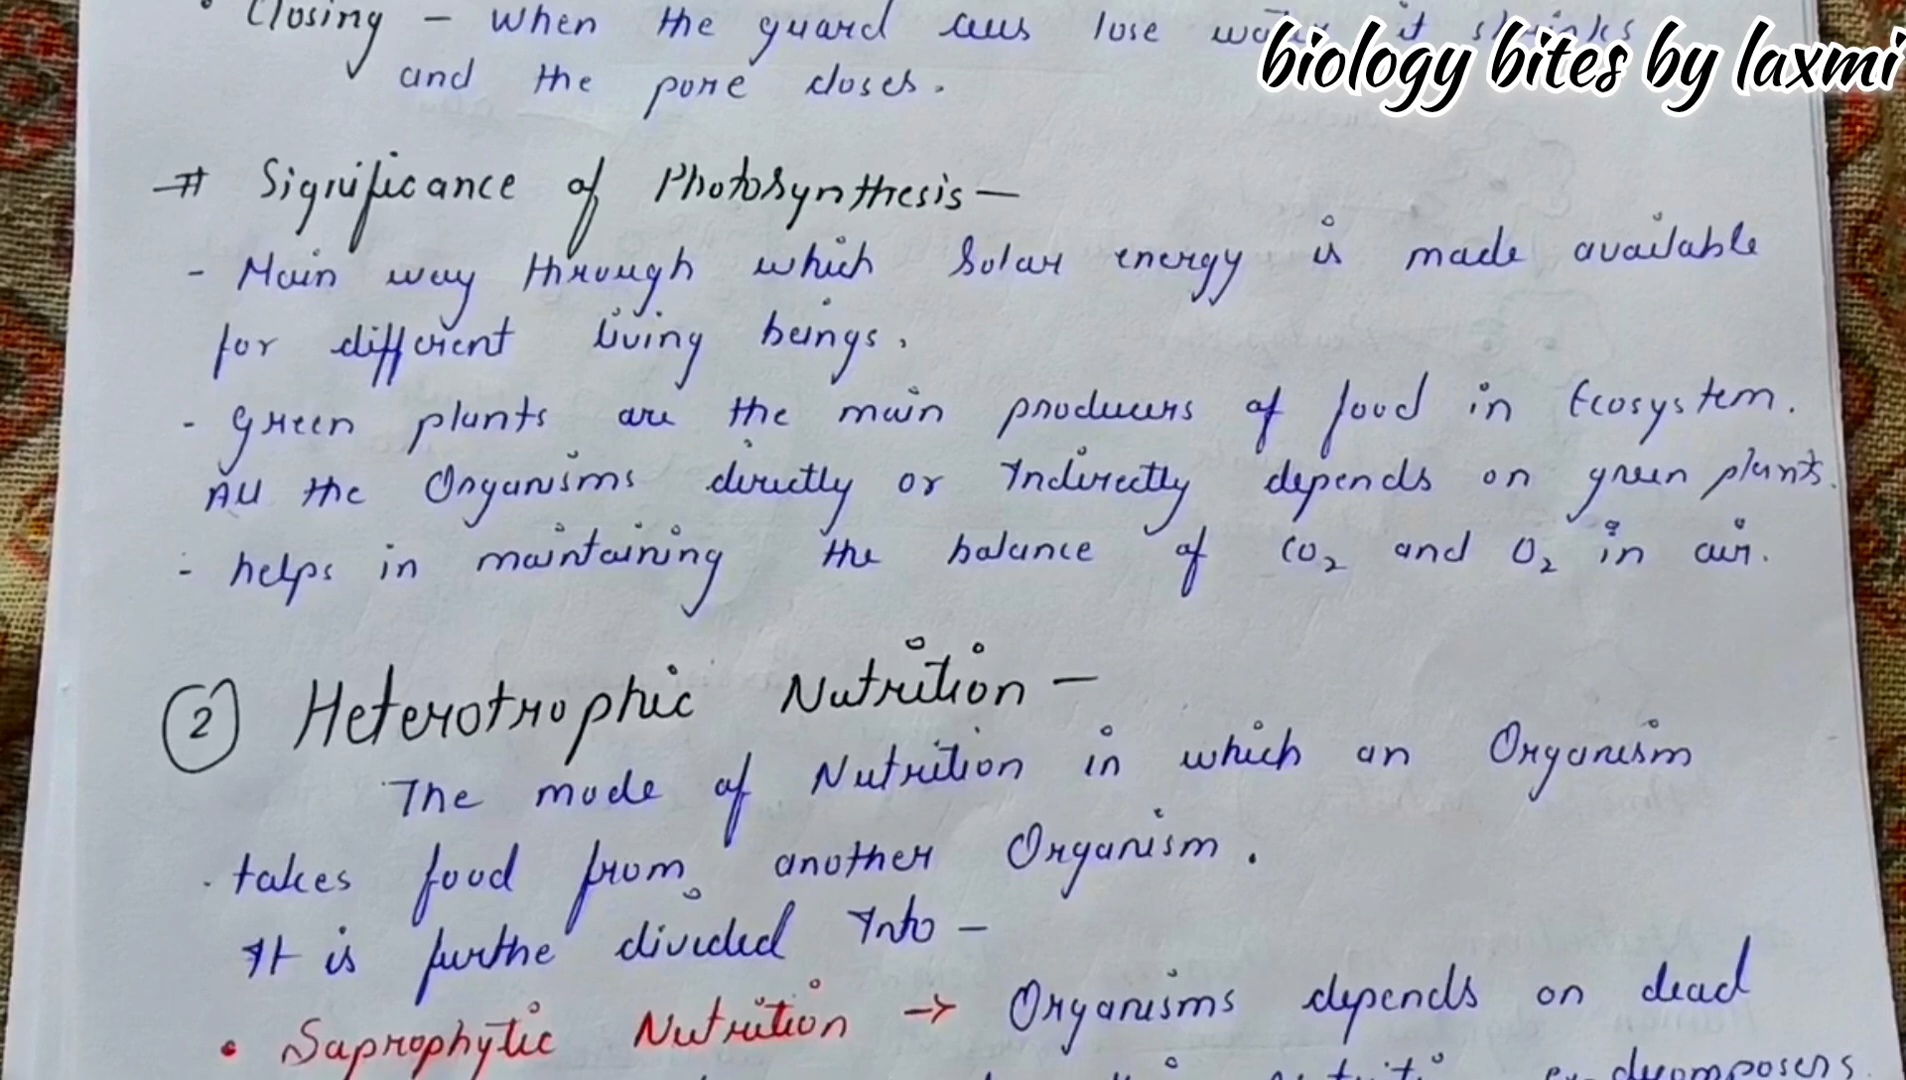 • Closing - when the guard cells lose water it shrinks
biology bites by laxmi
and the pore closes.
# Significance of Photosynthesis -
- Main way through which Solar energy is made available
for different living beings.
- Green plants are the main producers of food in Ecosystem.
All the Organisms directly or Indirectly depends on green plants.
- helps in maintaining the balance of CO₂ and O₂ in air.
② Heterotrophic Nutrition -
The mode of Nutrition in which an Organism
takes food from another Organism.
It is furthe divided Into -
• Saprophytic Nutrition → Organisms depends on dead
decomposers.